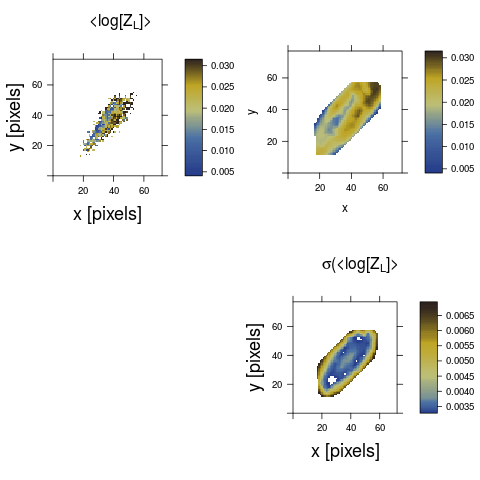 <log[Z_L]>
y [pixels]
60
40
20
20 40 60
x [pixels]
0.030
0.025
0.020
0.015
0.010
0.005
y
60
40
20
20 40 60
x
0.030
0.025
0.020
0.015
0.010
0.005
σ(<log[Z_L]>
y [pixels]
60
40
20
20 40 60
x [pixels]
0.0065
0.0060
0.0055
0.0050
0.0045
0.0040
0.0035